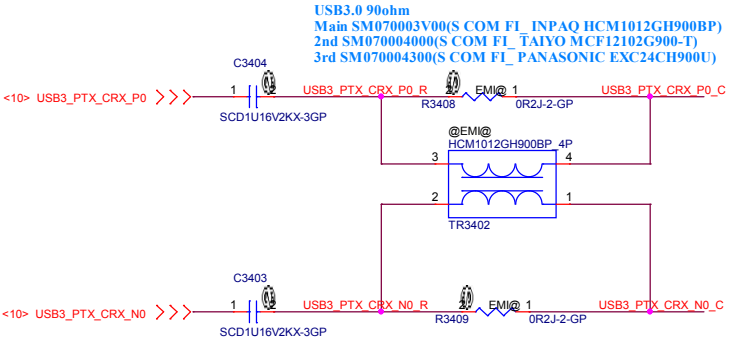 USB3.0 90ohm
Main SM070003V00(S COM FI_ INPAQ HCM1012GH900BP)
2nd SM070004000(S COM FI_ TAIYO MCF12102G900-T)
3rd SM070004300(S COM FI_ PANASONIC EXC24CH900U)
C3404
<10> USB3_PTX_CRX_P0
1 2
USB3_PTX_CRX_P0_R
2 EMI@ 1
USB3_PTX_CRX_P0_C
R3408
0R2J-2-GP
SCD1U16V2KX-3GP
@EMI@
HCM1012GH900BP_4P
3 4
2 1
TR3402
C3403
<10> USB3_PTX_CRX_N0
1 2
USB3_PTX_CRX_N0_R
2 EMI@ 1
USB3_PTX_CRX_N0_C
R3409
0R2J-2-GP
SCD1U16V2KX-3GP